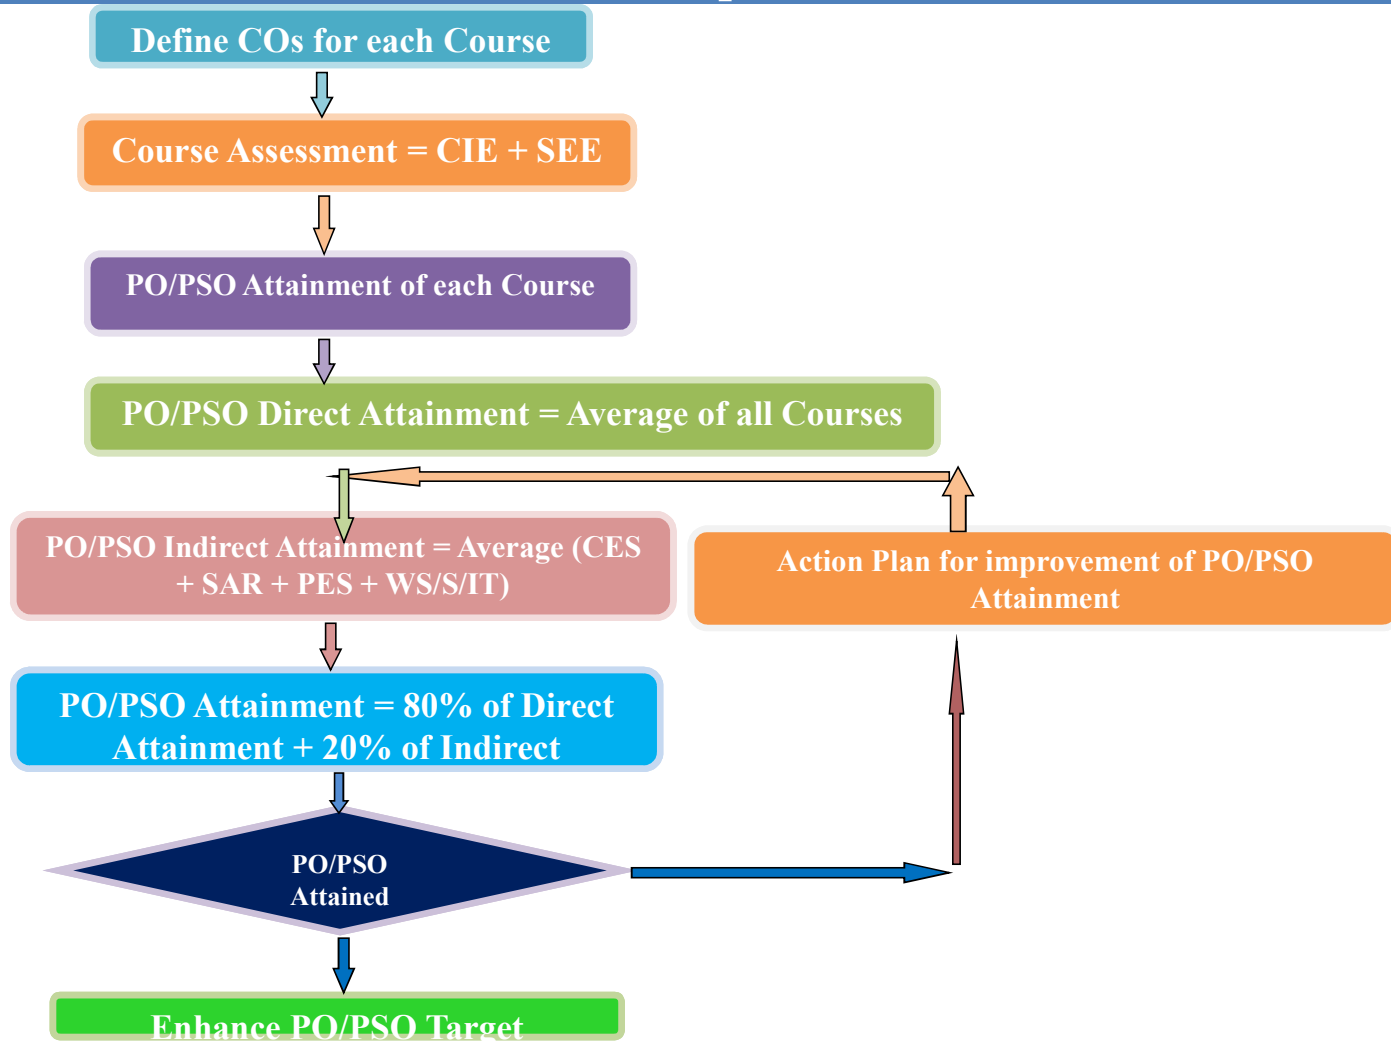 Define COs for each Course
Course Assessment = CIE + SEE
PO/PSO Attainment of each Course
PO/PSO Direct Attainment = Average of all Courses
PO/PSO Indirect Attainment = Average (CES
+ SAR + PES + WS/S/IT)
Action Plan for improvement of PO/PSO
Attainment
PO/PSO Attainment = 80% of Direct
Attainment + 20% of Indirect
PO/PSO
Attained
Enhance PO/PSO Target